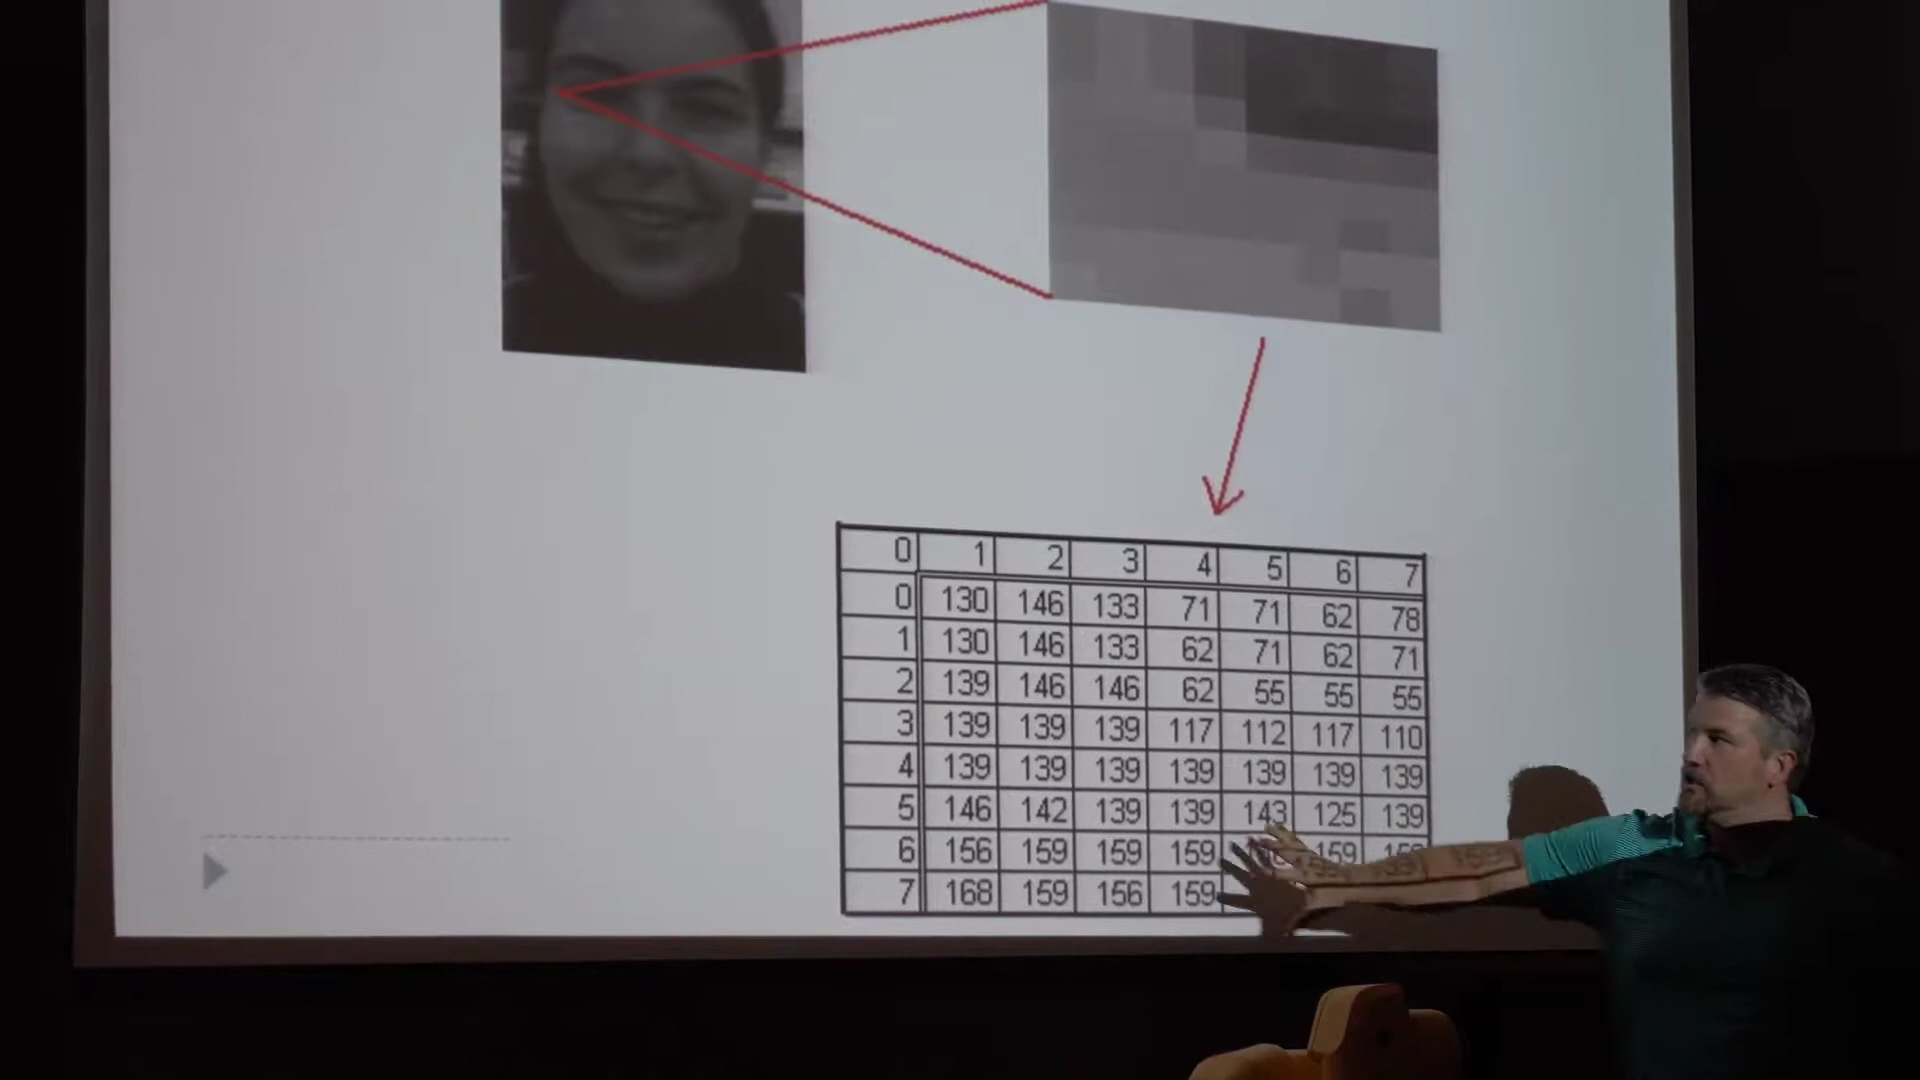 0 1 2 3 4 5 6 7
0 130 146 133 71 71 62 78
1 130 146 133 62 71 62 71
2 139 146 146 62 55 55 55
3 139 139 139 117 112 117 110
4 139 139 139 139 139 139 139
5 146 142 139 139 143 125 139
6 156 159 159 159 159
7 168 159 156 159